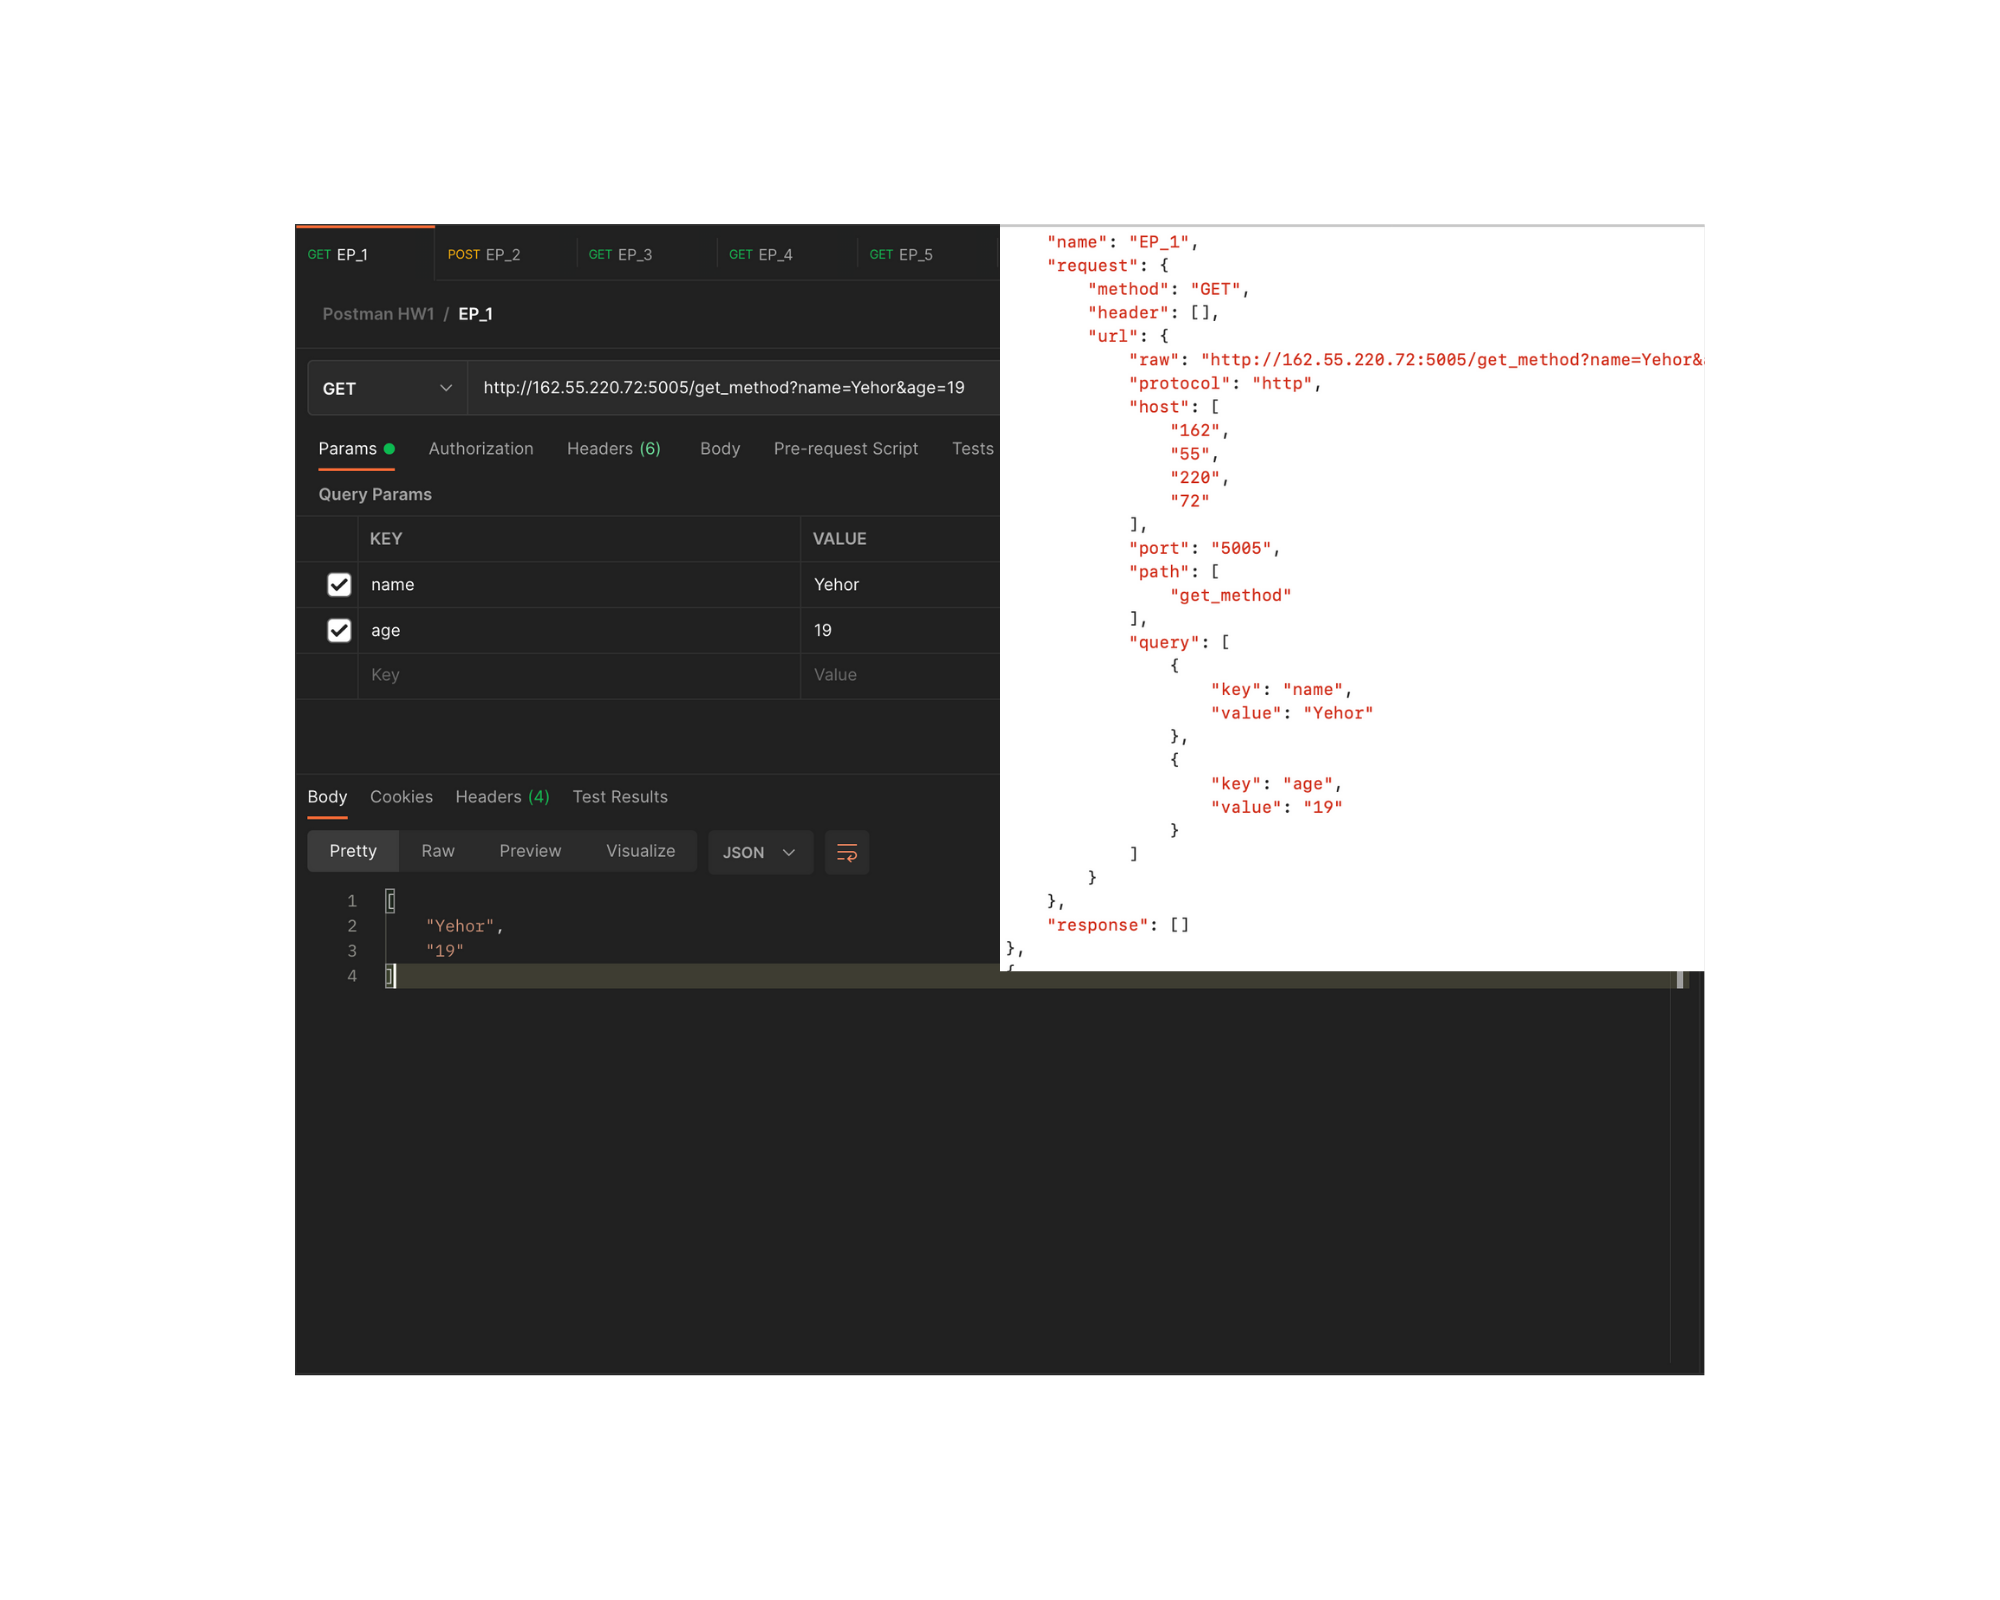 GET EP_1 POST EP_2 GET EP_3 GET EP_4 GET EP_5
Postman HW1 / EP_1
GET http://162.55.220.72:5005/get_method?name=Yehor&age=19
Params Authorization Headers (6) Body Pre-request Script Tests
Query Params
KEY VALUE
name Yehor
age 19
Key Value
Body Cookies Headers (4) Test Results
Pretty Raw Preview Visualize JSON
1 [
2 "Yehor",
3 "19"
4 ]
"name": "EP_1",
"request": {
"method": "GET",
"header": [],
"url": {
"raw": "http://162.55.220.72:5005/get_method?name=Yehor&
"protocol": "http",
"host": [
"162",
"55",
"220",
"72"
],
"port": "5005",
"path": [
"get_method"
],
"query": [
{
"key": "name",
"value": "Yehor"
},
{
"key": "age",
"value": "19"
}
]
}
},
"response": []
},
{